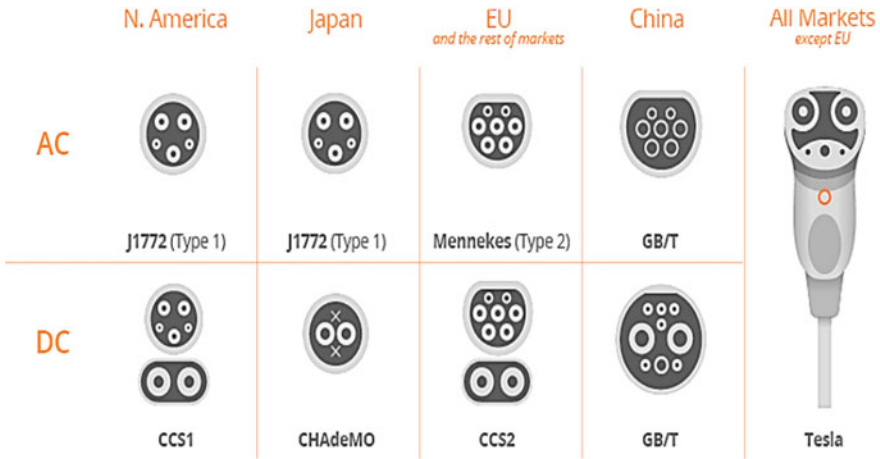 N. America
Japan
EU
and the rest of markets
China
All Markets
except EU
AC
J1772 (Type 1)
J1772 (Type 1)
Mennekes (Type 2)
GB/T
DC
CCS1
CHAdeMO
CCS2
GB/T
Tesla